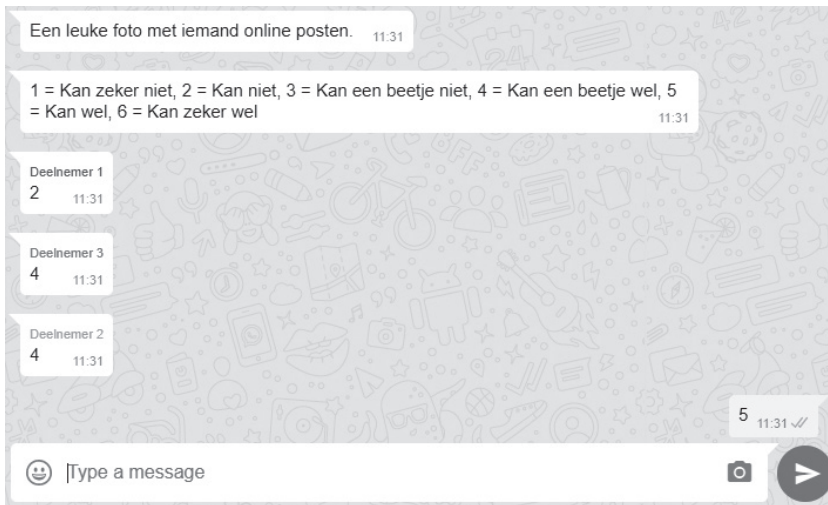 Een leuke foto met iemand online posten. 11:31
1 = Kan zeker niet, 2 = Kan niet, 3 = Kan een beetje niet, 4 = Kan een beetje wel, 5
= Kan wel, 6 = Kan zeker wel
11:31
Deelnemer 1
2 11:31
Deelnemer 3
4 11:31
Deelnemer 2
4 11:31
5 11:31
Type a message